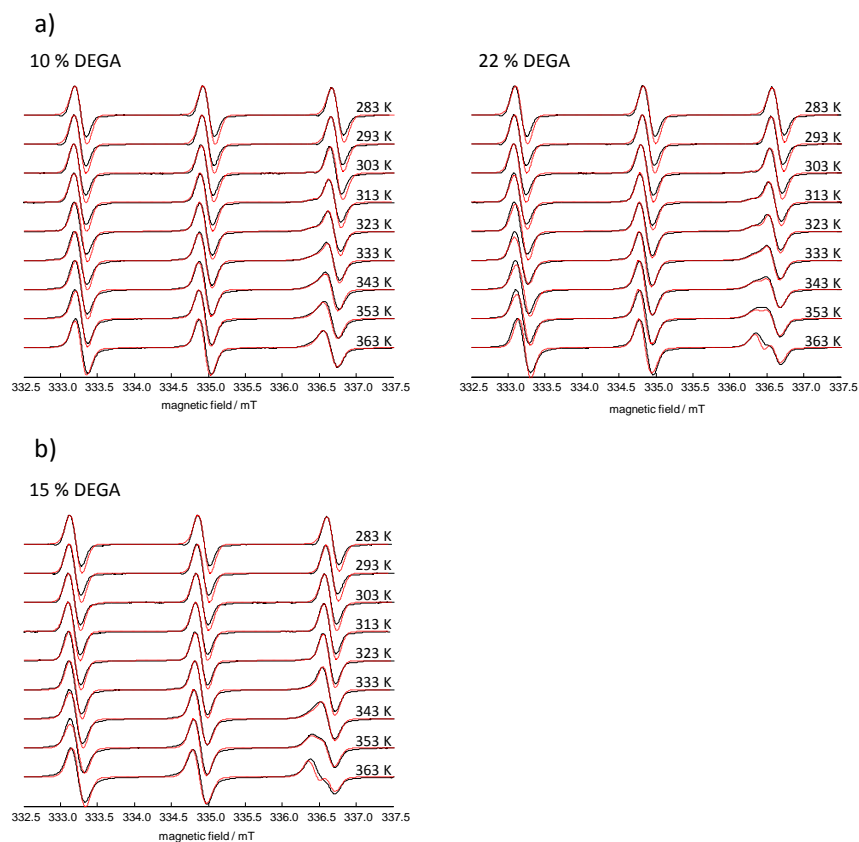 a)
10 % DEGA
283 K
293 K
303 K
313 K
323 K
333 K
343 K
353 K
363 K
332.5 333.0 333.5 334.0 334.5 335.0 335.5 336.0 336.5 337.0 337.5
magnetic field / mT
22 % DEGA
283 K
293 K
303 K
313 K
323 K
333 K
343 K
353 K
363 K
332.5 333.0 333.5 334.0 334.5 335.0 335.5 336.0 336.5 337.0 337.5
magnetic field / mT
b)
15 % DEGA
283 K
293 K
303 K
313 K
323 K
333 K
343 K
353 K
363 K
332.5 333.0 333.5 334.0 334.5 335.0 335.5 336.0 336.5 337.0 337.5
magnetic field / mT